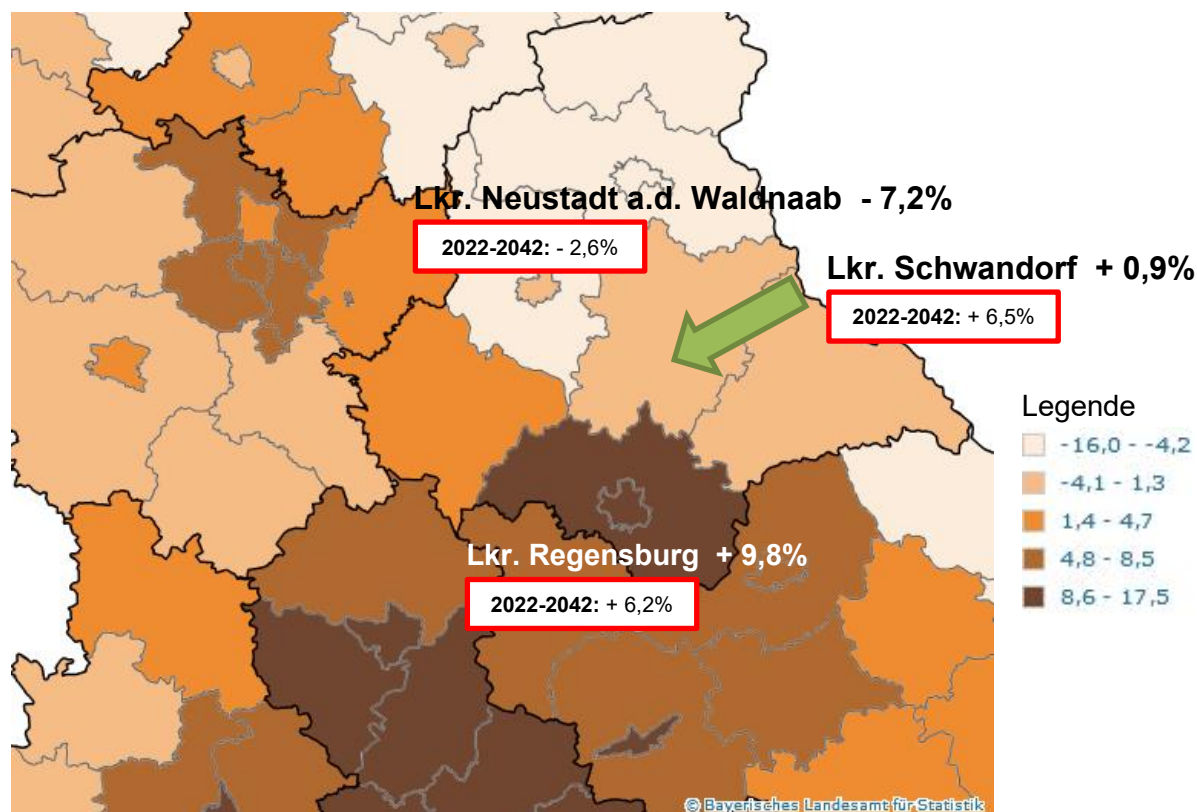 Lkr. Neustadt a.d. Waldnaab - 7,2%
2022-2042: - 2,6%
Lkr. Schwandorf + 0,9%
2022-2042: + 6,5%
Lkr. Regensburg + 9,8%
2022-2042: + 6,2%
Legende
-16,0 - -4,2
-4,1 - 1,3
1,4 - 4,7
4,8 - 8,5
8,6 - 17,5
© Bayerisches Landesamt für Statistik